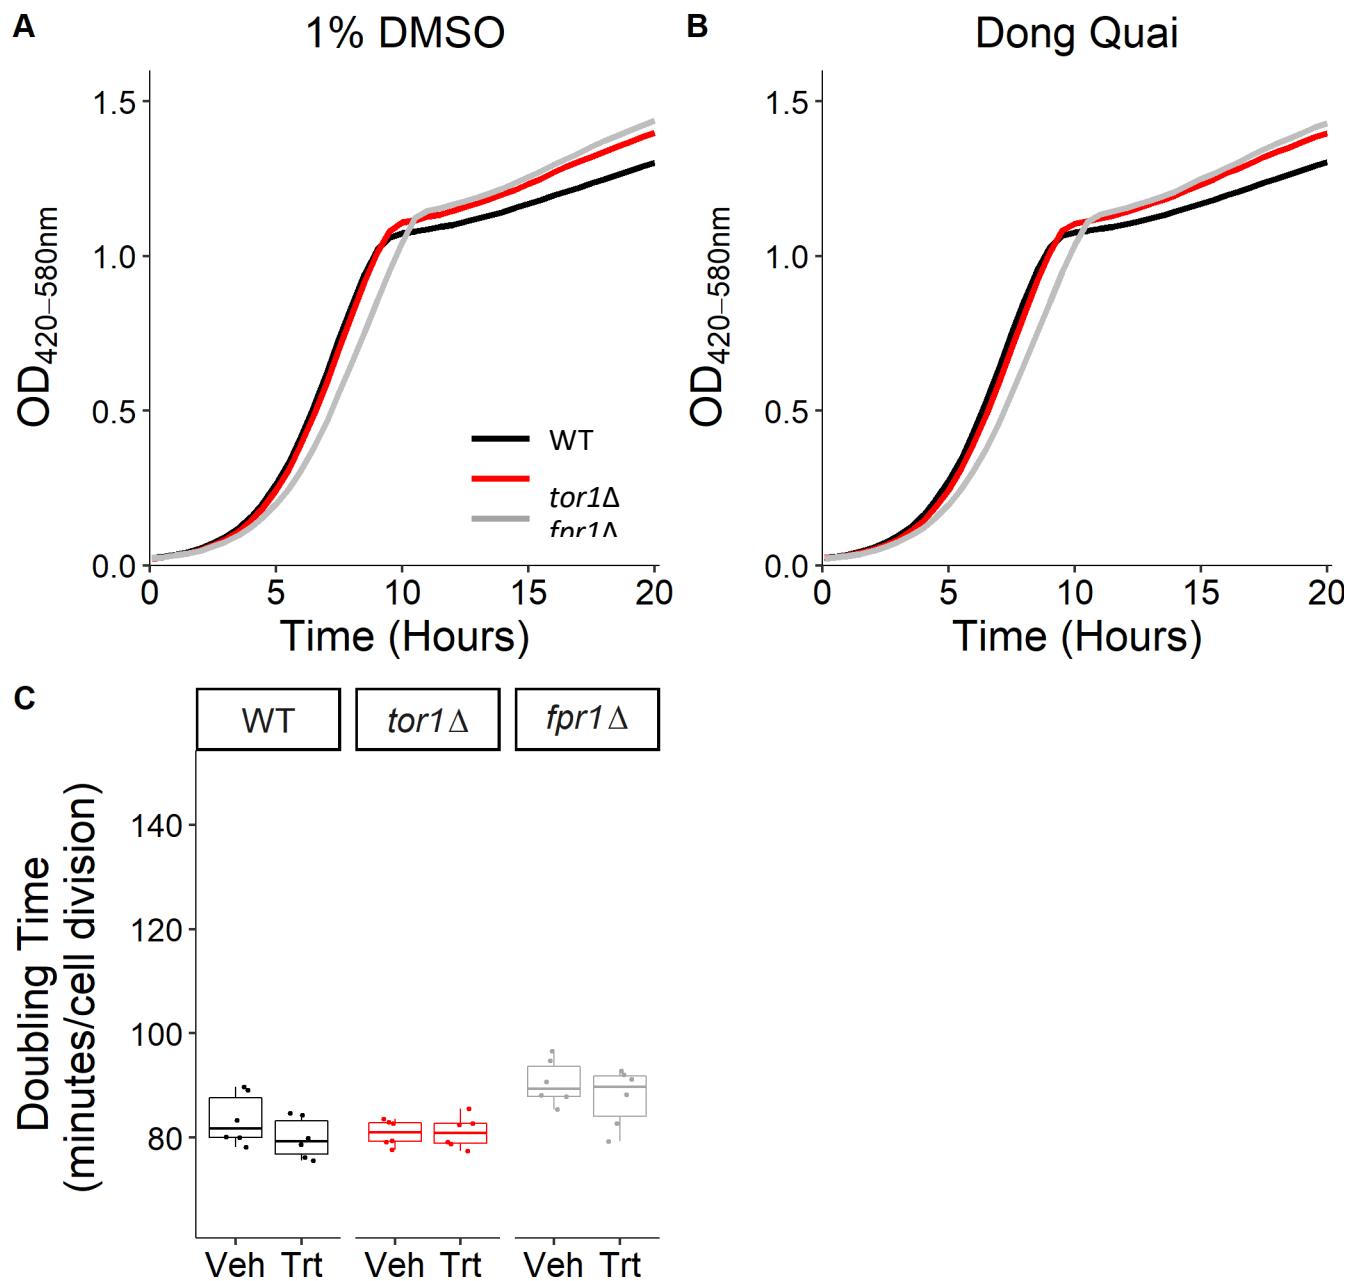 A
1% DMSO
1.5
1.0
0.5
0.0
OD420–580nm
WT
tor1Δ
fpr1Δ
0 5 10 15 20
Time (Hours)
B
Dong Quai
1.5
1.0
0.5
0.0
OD420–580nm
0 5 10 15 20
Time (Hours)
C
WT tor1Δ fpr1Δ
140
120
100
80
Doubling Time
(minutes/cell division)
Veh Trt Veh Trt Veh Trt